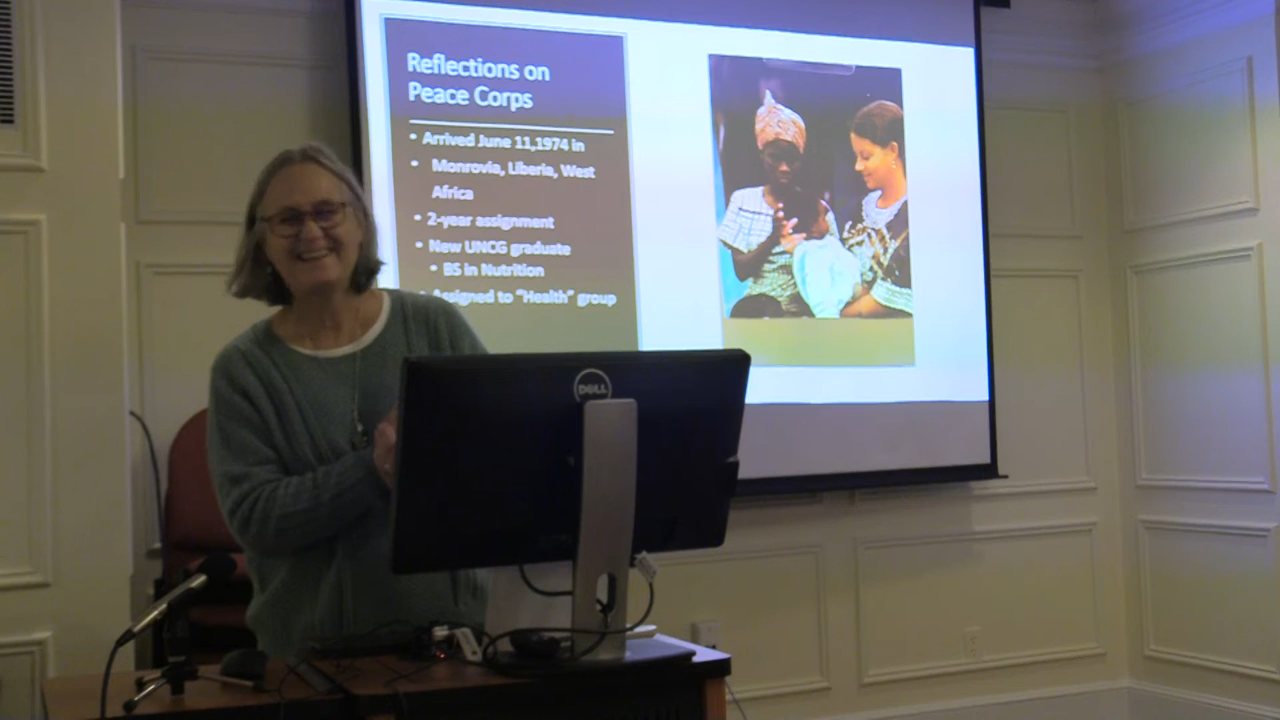 Reflections on
Peace Corps
• Arrived June 11,1974 in
• Monrovia, Liberia, West
Africa
• 2-year assignment
• New UNCG graduate
• BS in Nutrition
• Assigned to "Health" group
DELL